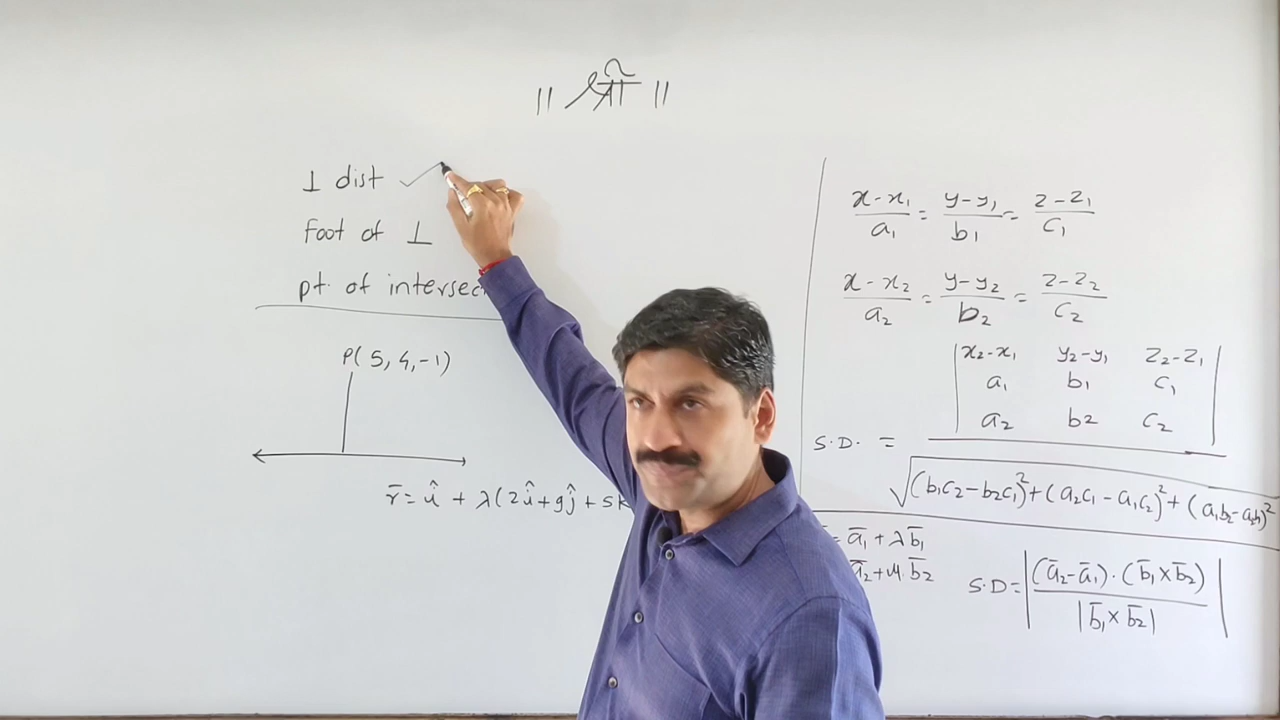 || श्री ||
⊥ dist ✓
Foot of ⊥
pt. of intersec
P(5, 4, -1)
r̄ = û + λ(2û + 9ĵ + 5k
(x - x₁)/a₁ = (y - y₁)/b₁ = (z - z₁)/c₁
(x - x₂)/a₂ = (y - y₂)/b₂ = (z - z₂)/c₂
| x₂-x₁ y₂-y₁ z₂-z₁ |
| a₁ b₁ c₁ |
| a₂ b₂ c₂ |
S.D. =
√(b₁c₂-b₂c₁)² + (a₂c₁-a₁c₂)² + (a₁b₂-a₂b₁)²
= ā₁ + λb̄₁
ā₂ + μ.b̄₂
S.D = | (ā₂-ā₁)·(b̄₁×b̄₂) / |b̄₁×b̄₂| |